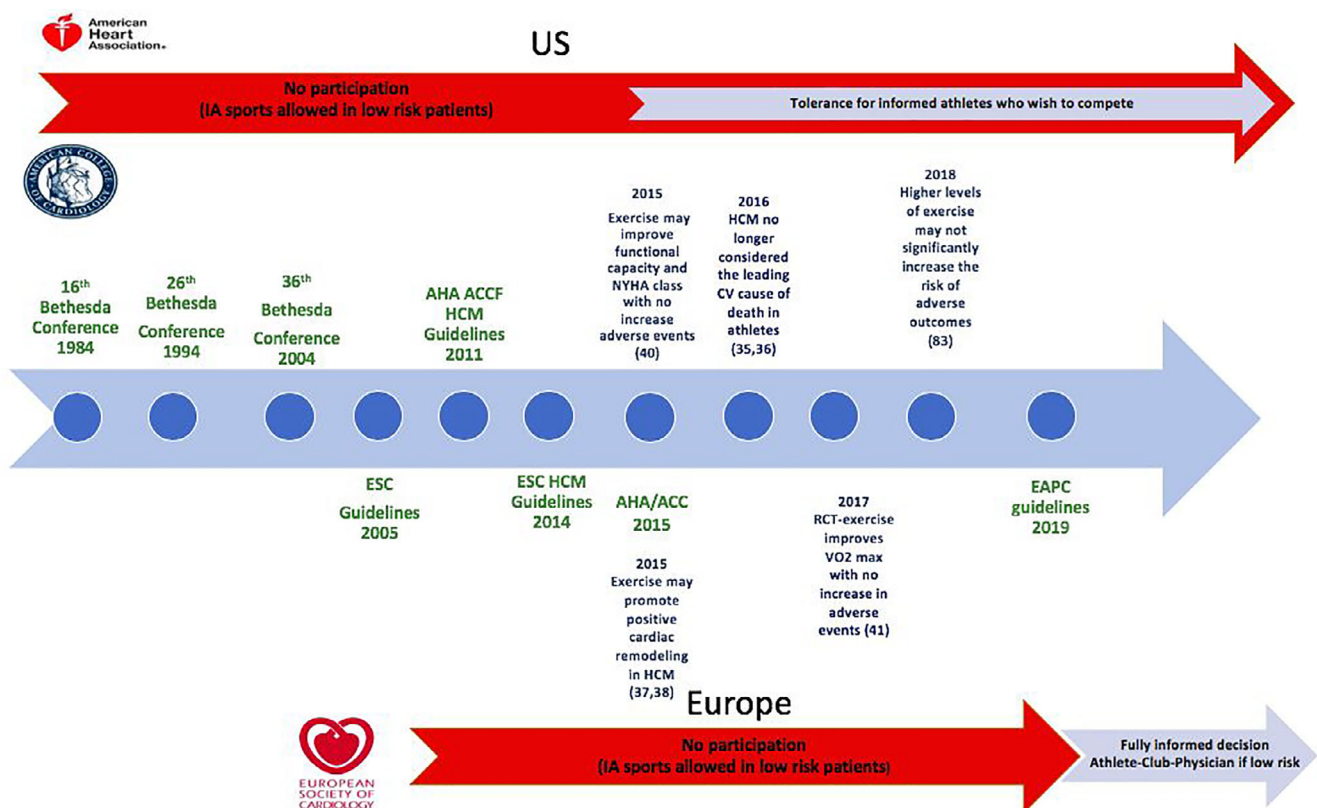 American
Heart
Association®
US
No participation
(IA sports allowed in low risk patients)
Tolerance for informed athletes who wish to compete
AMERICAN COLLEGE
OF CARDIOLOGY
16th
Bethesda
Conference
1984
26th
Bethesda
Conference
1994
36th
Bethesda
Conference
2004
AHA ACCF
HCM
Guidelines
2011
2015
Exercise may
improve
functional
capacity and
NYHA class
with no
increase
adverse events
(40)
2016
HCM no
longer
considered
the leading
CV cause of
death in
athletes
(35,36)
2018
Higher levels
of exercise
may not
significantly
increase the
risk of
adverse
outcomes
(83)
ESC
Guidelines
2005
ESC HCM
Guidelines
2014
AHA/ACC
2015
2015
Exercise may
promote
positive
cardiac
remodeling
in HCM
(37,38)
2017
RCT-exercise
improves
VO2 max
with no
increase in
adverse
events (41)
EAPC
guidelines
2019
Europe
EUROPEAN
SOCIETY OF
CARDIOLOGY
No participation
(IA sports allowed in low risk patients)
Fully informed decision
Athlete-Club-Physician if low risk